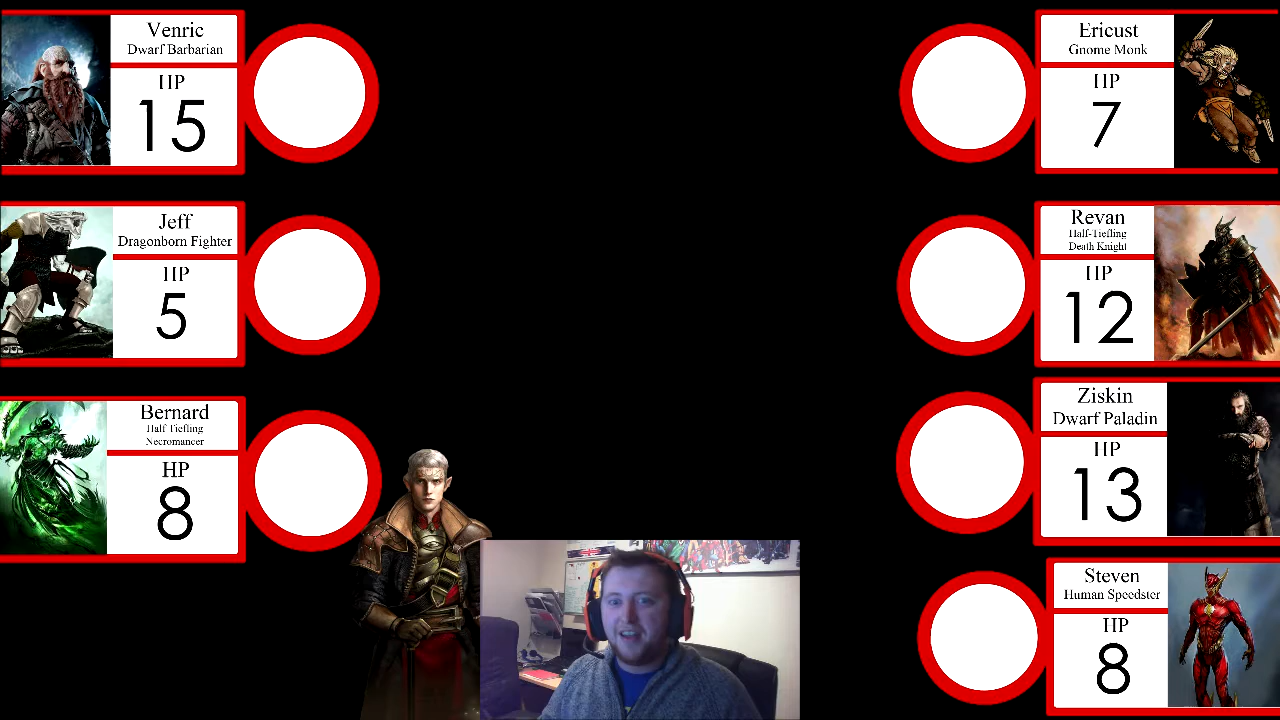 Venric
Dwarf Barbarian
HP
15
Jeff
Dragonborn Fighter
HP
5
Bernard
Half Tiefling
Necromancer
HP
8
Ericust
Gnome Monk
HP
7
Revan
Half-Tiefling
Death Knight
HP
12
Ziskin
Dwarf Paladin
HP
13
Steven
Human Speedster
HP
8